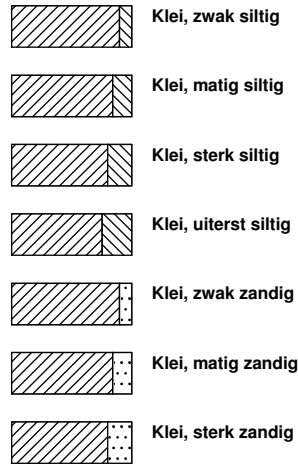 Klei, zwak siltig
Klei, matig siltig
Klei, sterk siltig
Klei, uiterst siltig
Klei, zwak zandig
Klei, matig zandig
Klei, sterk zandig